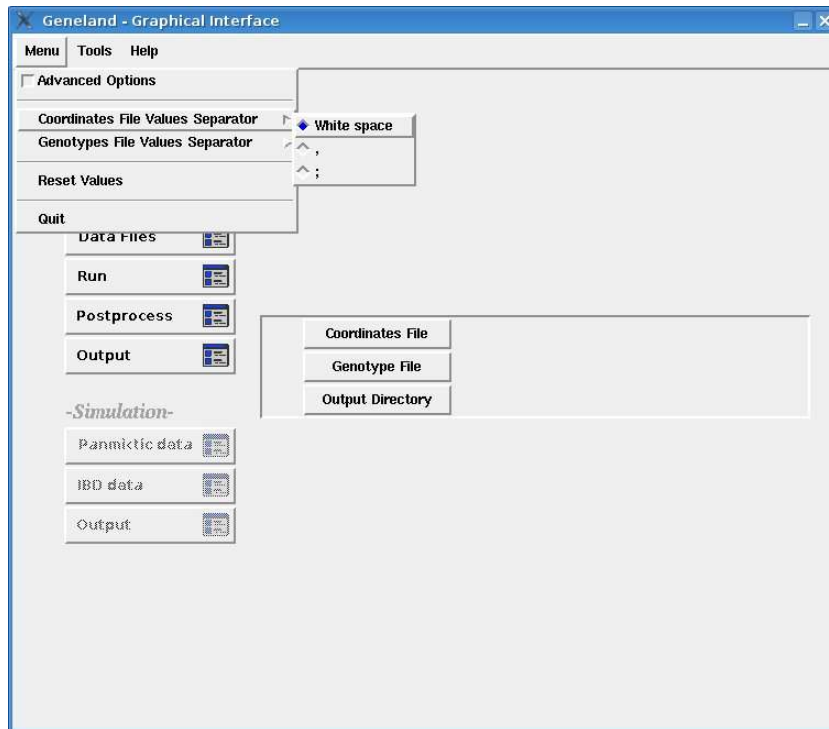 Geneland - Graphical Interface
Menu Tools Help
Advanced Options
Coordinates File Values Separator
White space
Genotypes File Values Separator
,
;
Reset Values
Quit
Data Files
Run
Postprocess
Output
Coordinates File
Genotype File
Output Directory
-Simulation-
Panmictic data
IBD data
Output